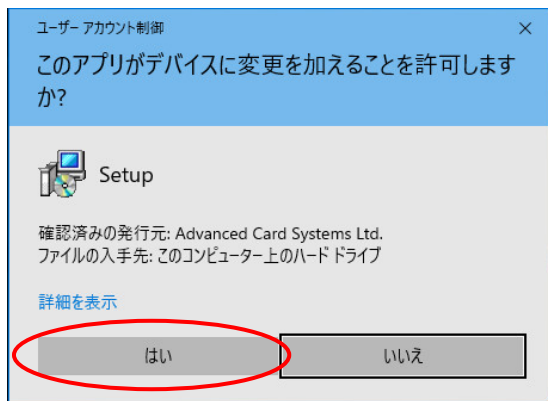 ユーザー アカウント制御
このアプリがデバイスに変更を加えることを許可します
か?
Setup
確認済みの発行元: Advanced Card Systems Ltd.
ファイルの入手先: このコンピューター上のハード ドライブ
詳細を表示
はい
いいえ